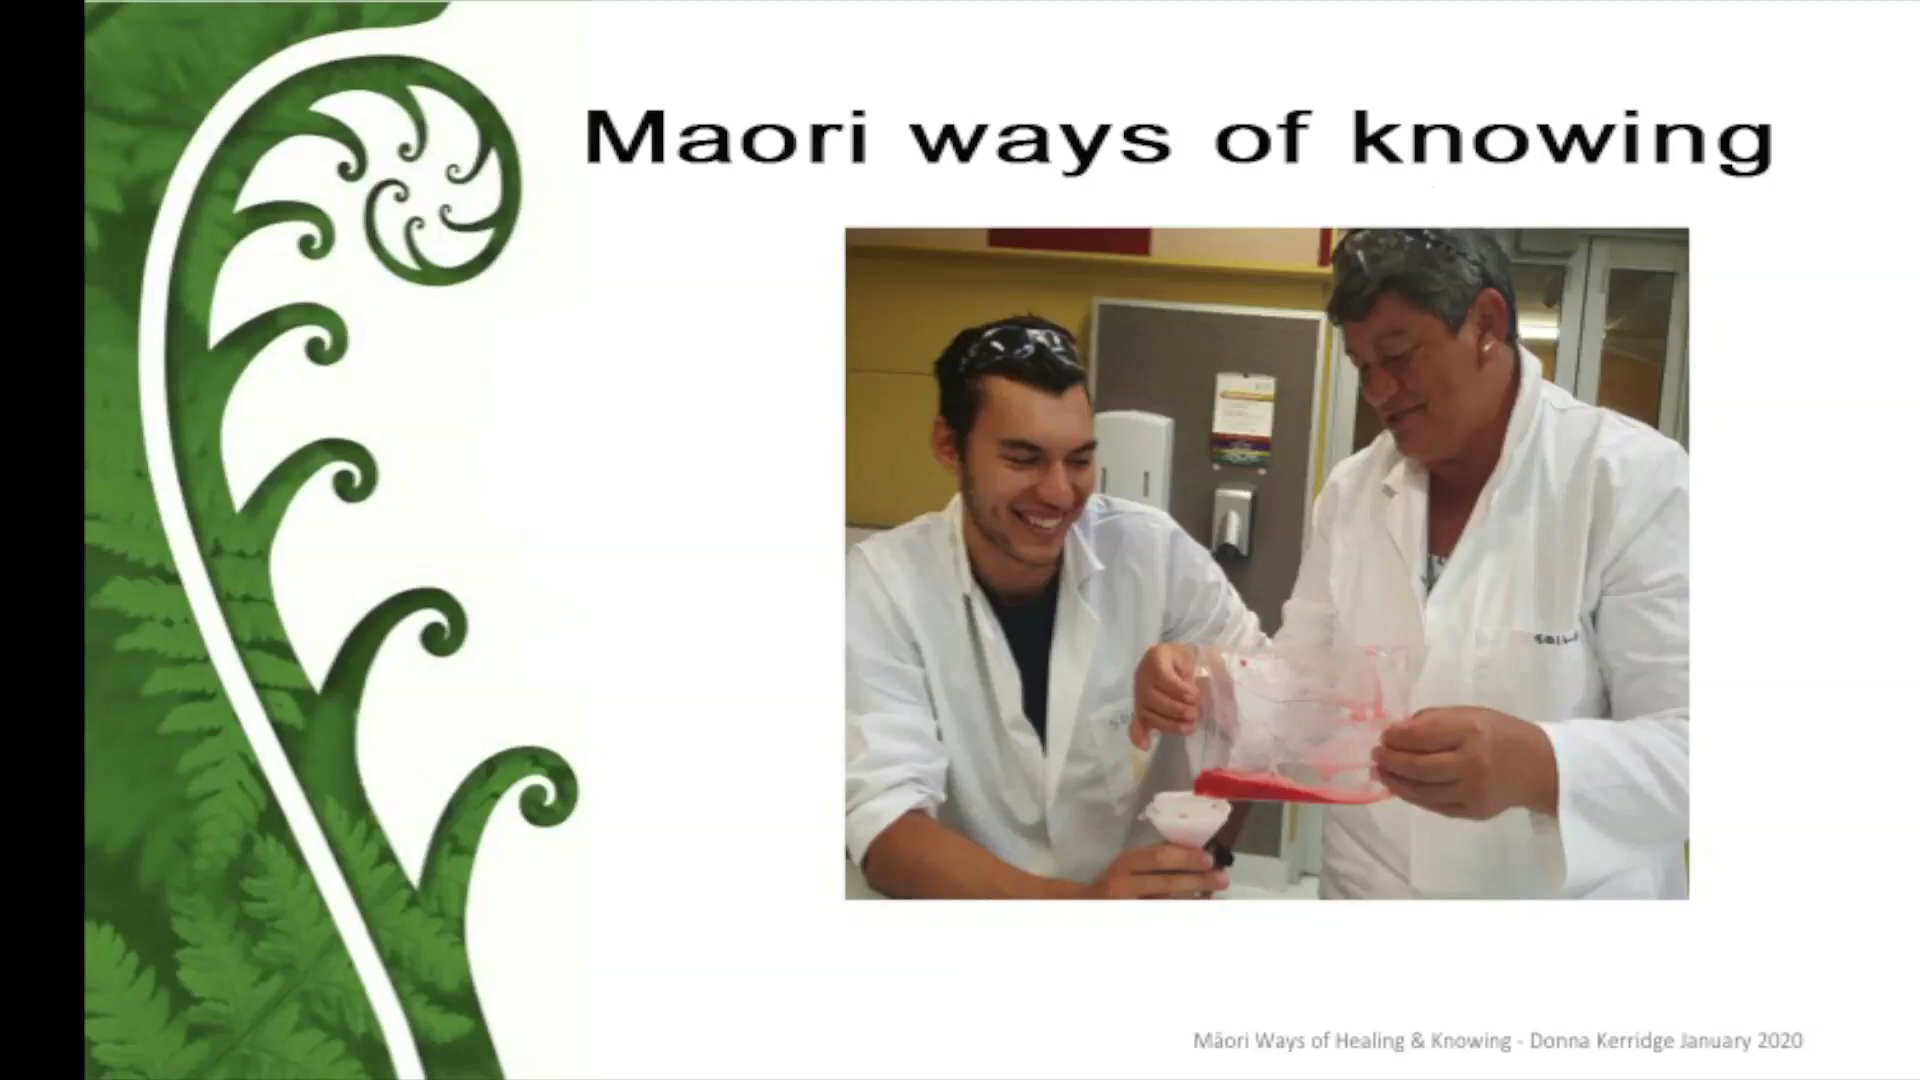 Maori ways of knowing
Māori Ways of Healing & Knowing - Donna Kerridge January 2020